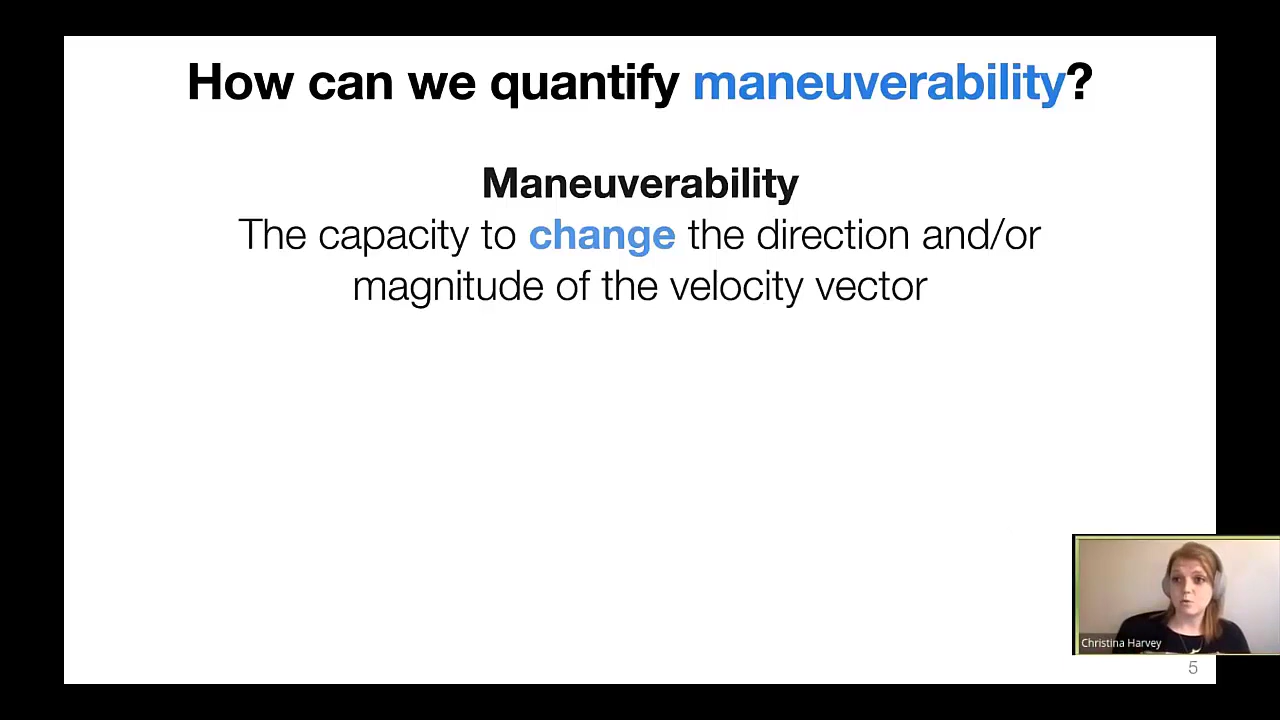 How can we quantify maneuverability?
Maneuverability
The capacity to change the direction and/or
magnitude of the velocity vector
Christina Harvey
5